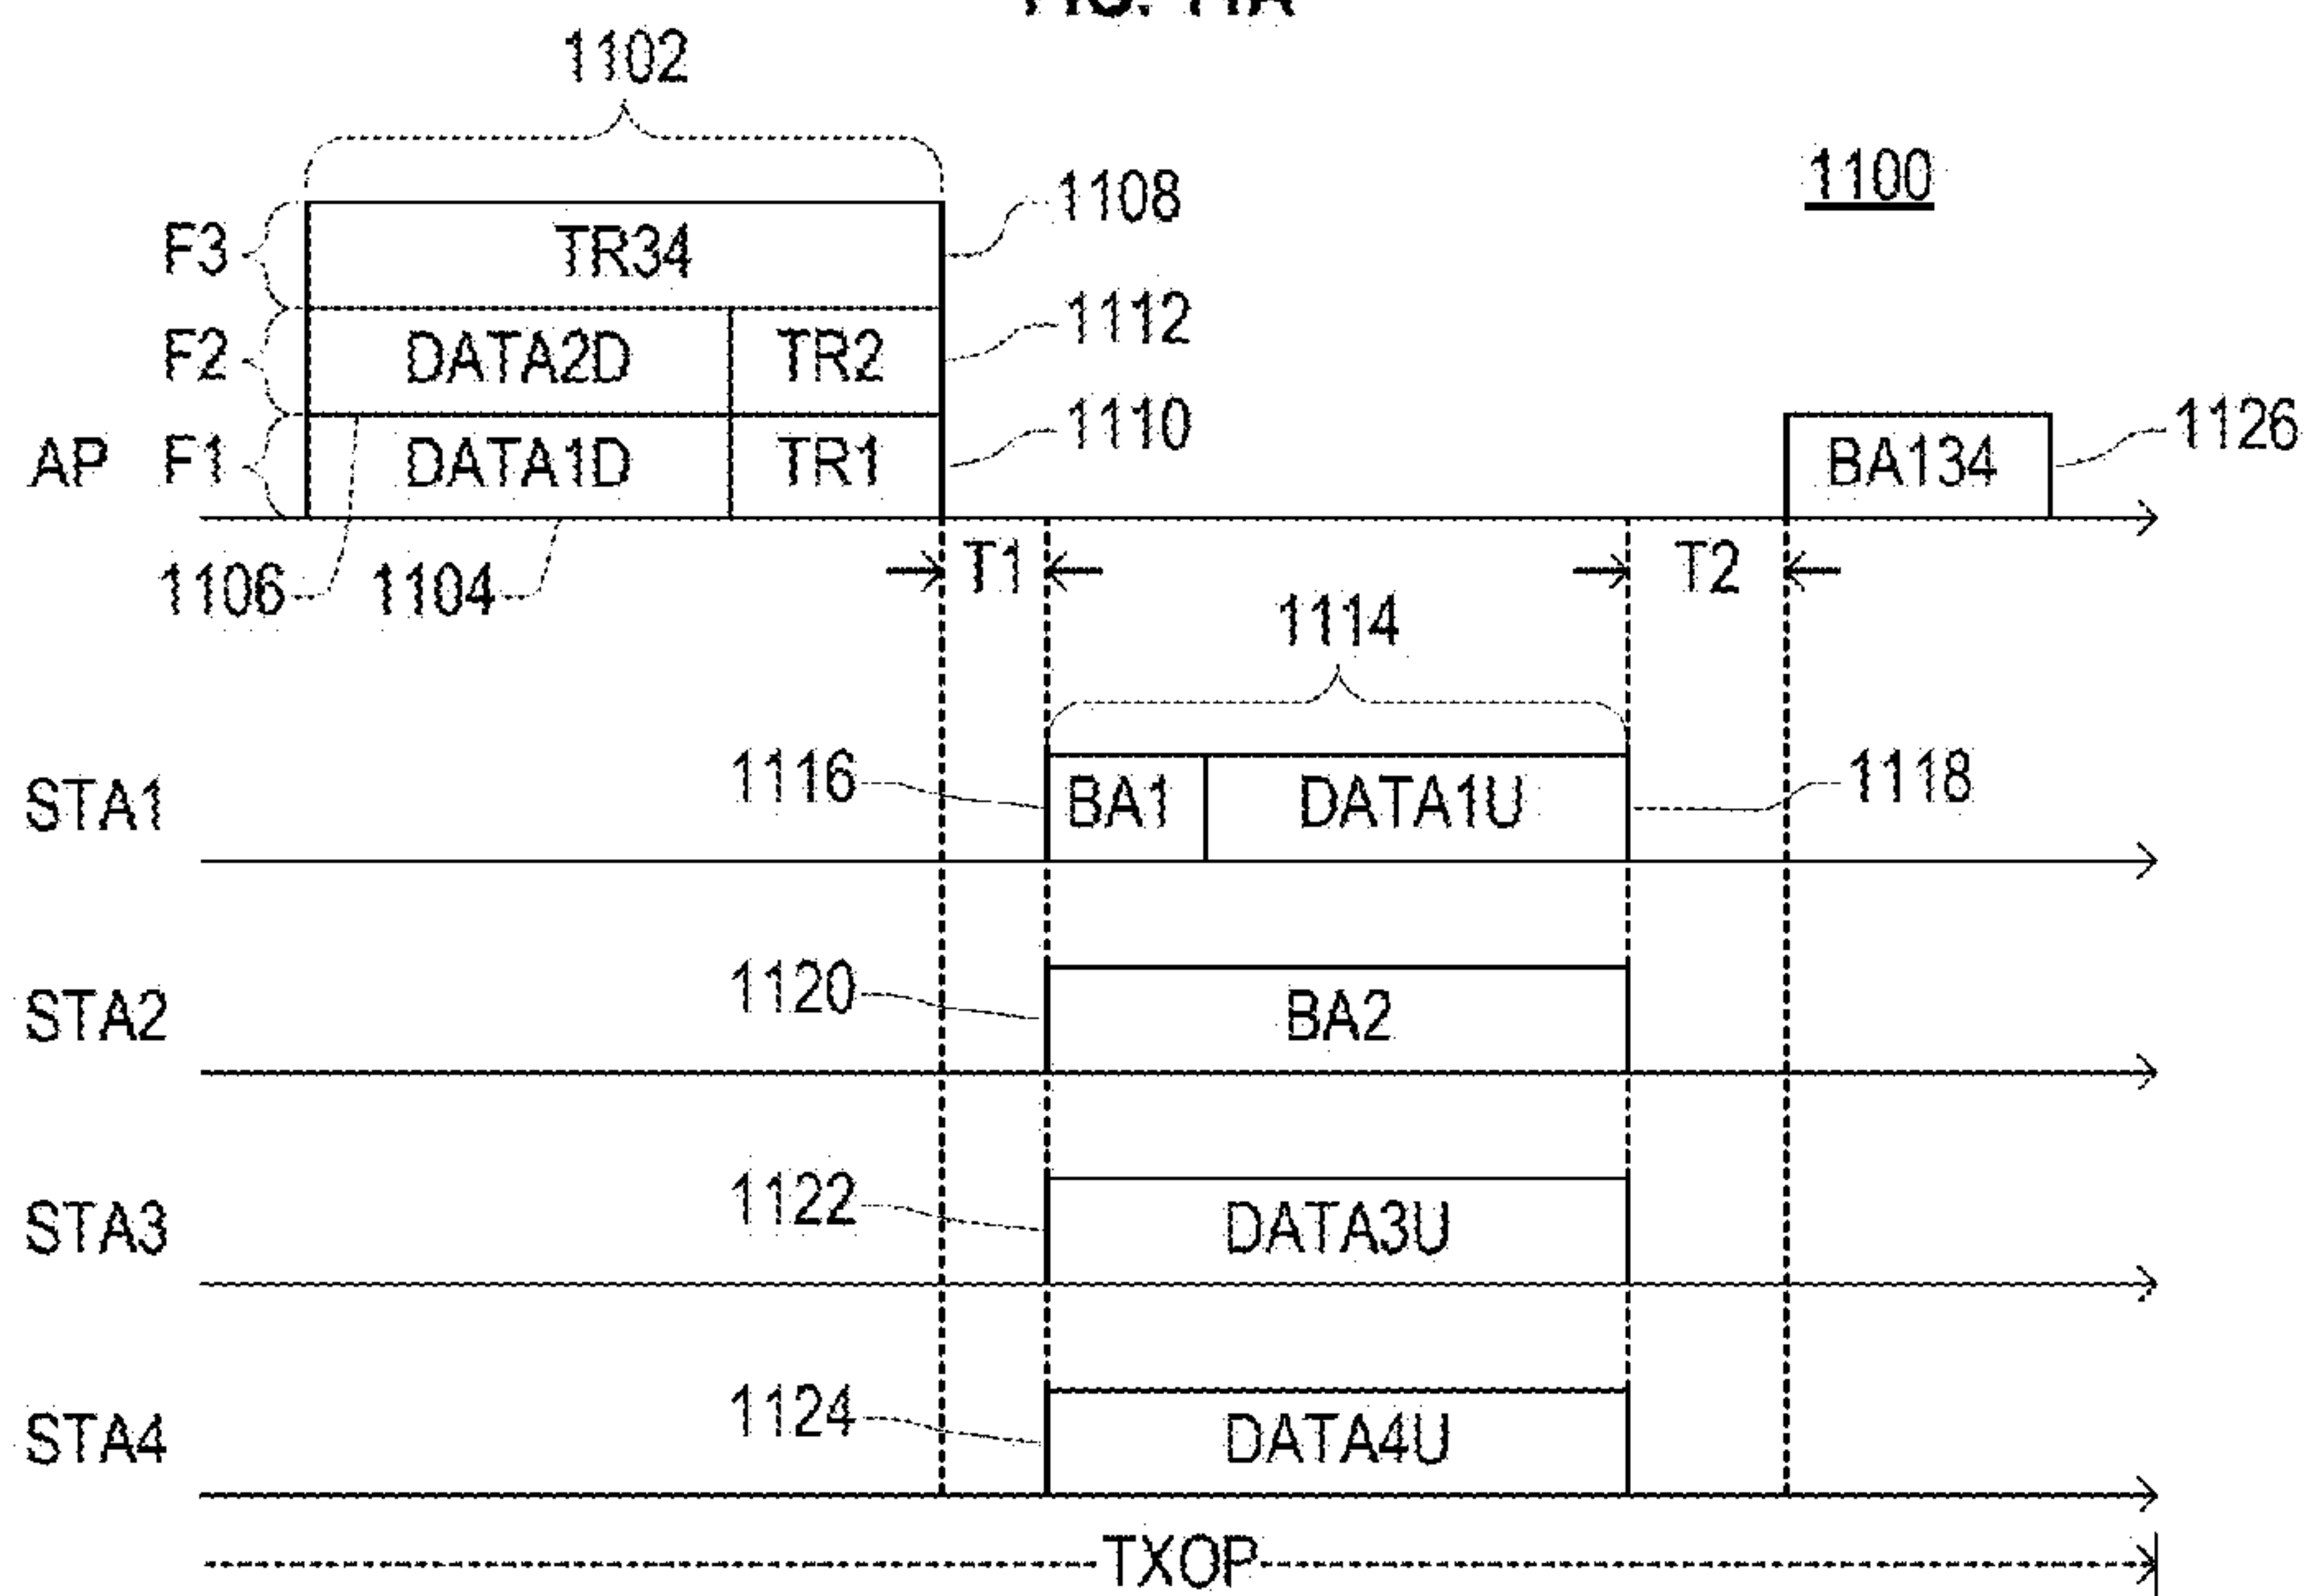 1102
1100
F3 TR34 1108
F2 DATA2D TR2 1112
AP F1 DATA1D TR1 1110
BA134 1126
1106 1104 T1 T2
1114
STA1 1116 BA1 DATA1U 1118
STA2 1120 BA2
STA3 1122 DATA3U
STA4 1124 DATA4U
TXOP